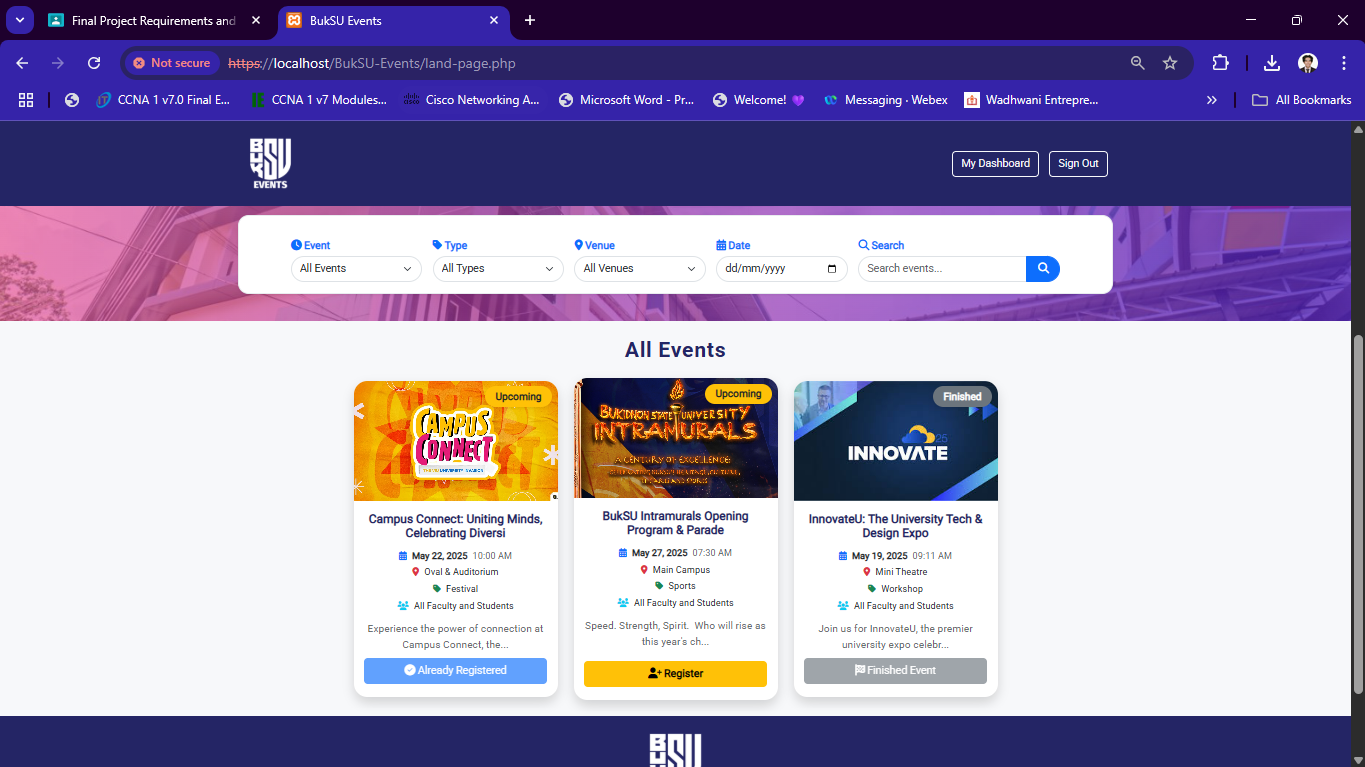 Final Project Requirements and
BukSU Events
Not secure
https://localhost/BukSU-Events/land-page.php
CCNA 1 v7.0 Final E...
CCNA 1 v7 Modules...
Cisco Networking A...
Microsoft Word - Pr...
Welcome! 💜
Messaging · Webex
Wadhwani Entrepre...
All Bookmarks
BUKSU
EVENTS
My Dashboard
Sign Out
Event
Type
Venue
Date
Search
All Events
All Types
All Venues
dd/mm/yyyy
Search events...
All Events
Upcoming
CAMPUS
CONNECT
Campus Connect: Uniting Minds,
Celebrating Diversi
May 22, 2025 10:00 AM
Oval & Auditorium
Festival
All Faculty and Students
Experience the power of connection at
Campus Connect, the...
Already Registered
Upcoming
BUKIDNON STATE UNIVERSITY
INTRAMURALS
A CENTURY OF EXCELLENCE:
BukSU Intramurals Opening
Program & Parade
May 27, 2025 07:30 AM
Main Campus
Sports
All Faculty and Students
Speed. Strength, Spirit. Who will rise as
this year's ch...
Register
Finished
25
INNOVATE
InnovateU: The University Tech &
Design Expo
May 19, 2025 09:11 AM
Mini Theatre
Workshop
All Faculty and Students
Join us for InnovateU, the premier
university expo celebr...
Finished Event